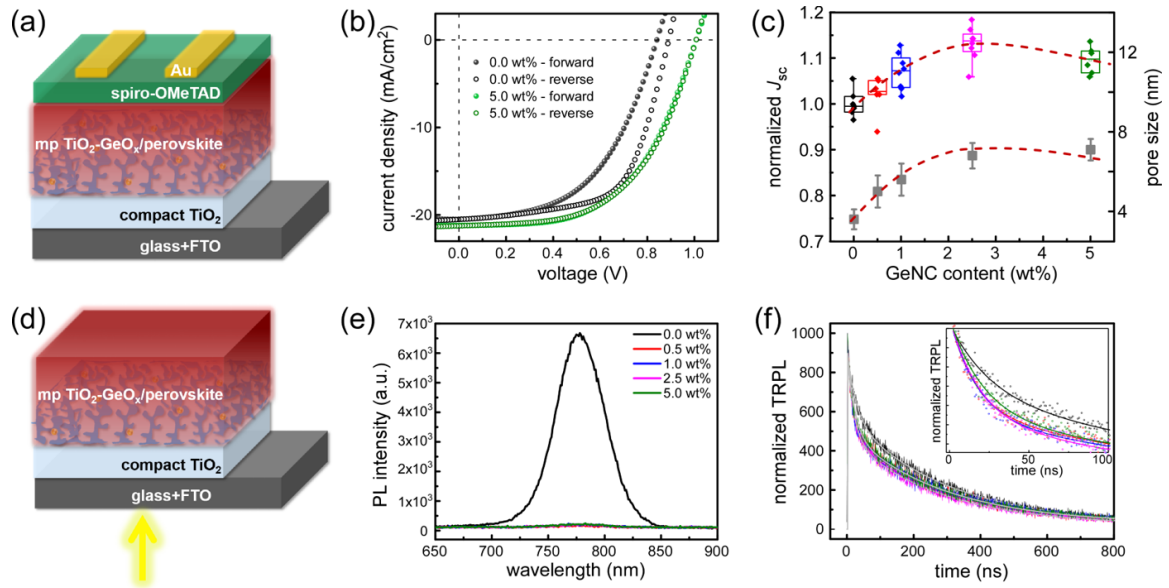 (a)
Au
spiro-OMeTAD
mp TiO₂-GeOₓ/perovskite
compact TiO₂
glass+FTO
(b)
current density (mA/cm²)
0
-10
-20
0.0 wt% - forward
0.0 wt% - reverse
5.0 wt% - forward
5.0 wt% - reverse
0.0 0.2 0.4 0.6 0.8 1.0
voltage (V)
(c)
normalized Jsc
1.2
1.1
1.0
0.9
0.8
0.7
12
10
8
6
4
pore size (nm)
0 1 2 3 4 5
GeNC content (wt%)
(d)
mp TiO₂-GeOₓ/perovskite
compact TiO₂
glass+FTO
(e)
PL intensity (a.u.)
7x10³
6x10³
5x10³
4x10³
3x10³
2x10³
1x10³
0
0.0 wt%
0.5 wt%
1.0 wt%
2.5 wt%
5.0 wt%
650 700 750 800 850 900
wavelength (nm)
(f)
normalized TRPL
1000
800
600
400
200
0
normalized TRPL
0 50 100
time (ns)
0 200 400 600 800
time (ns)